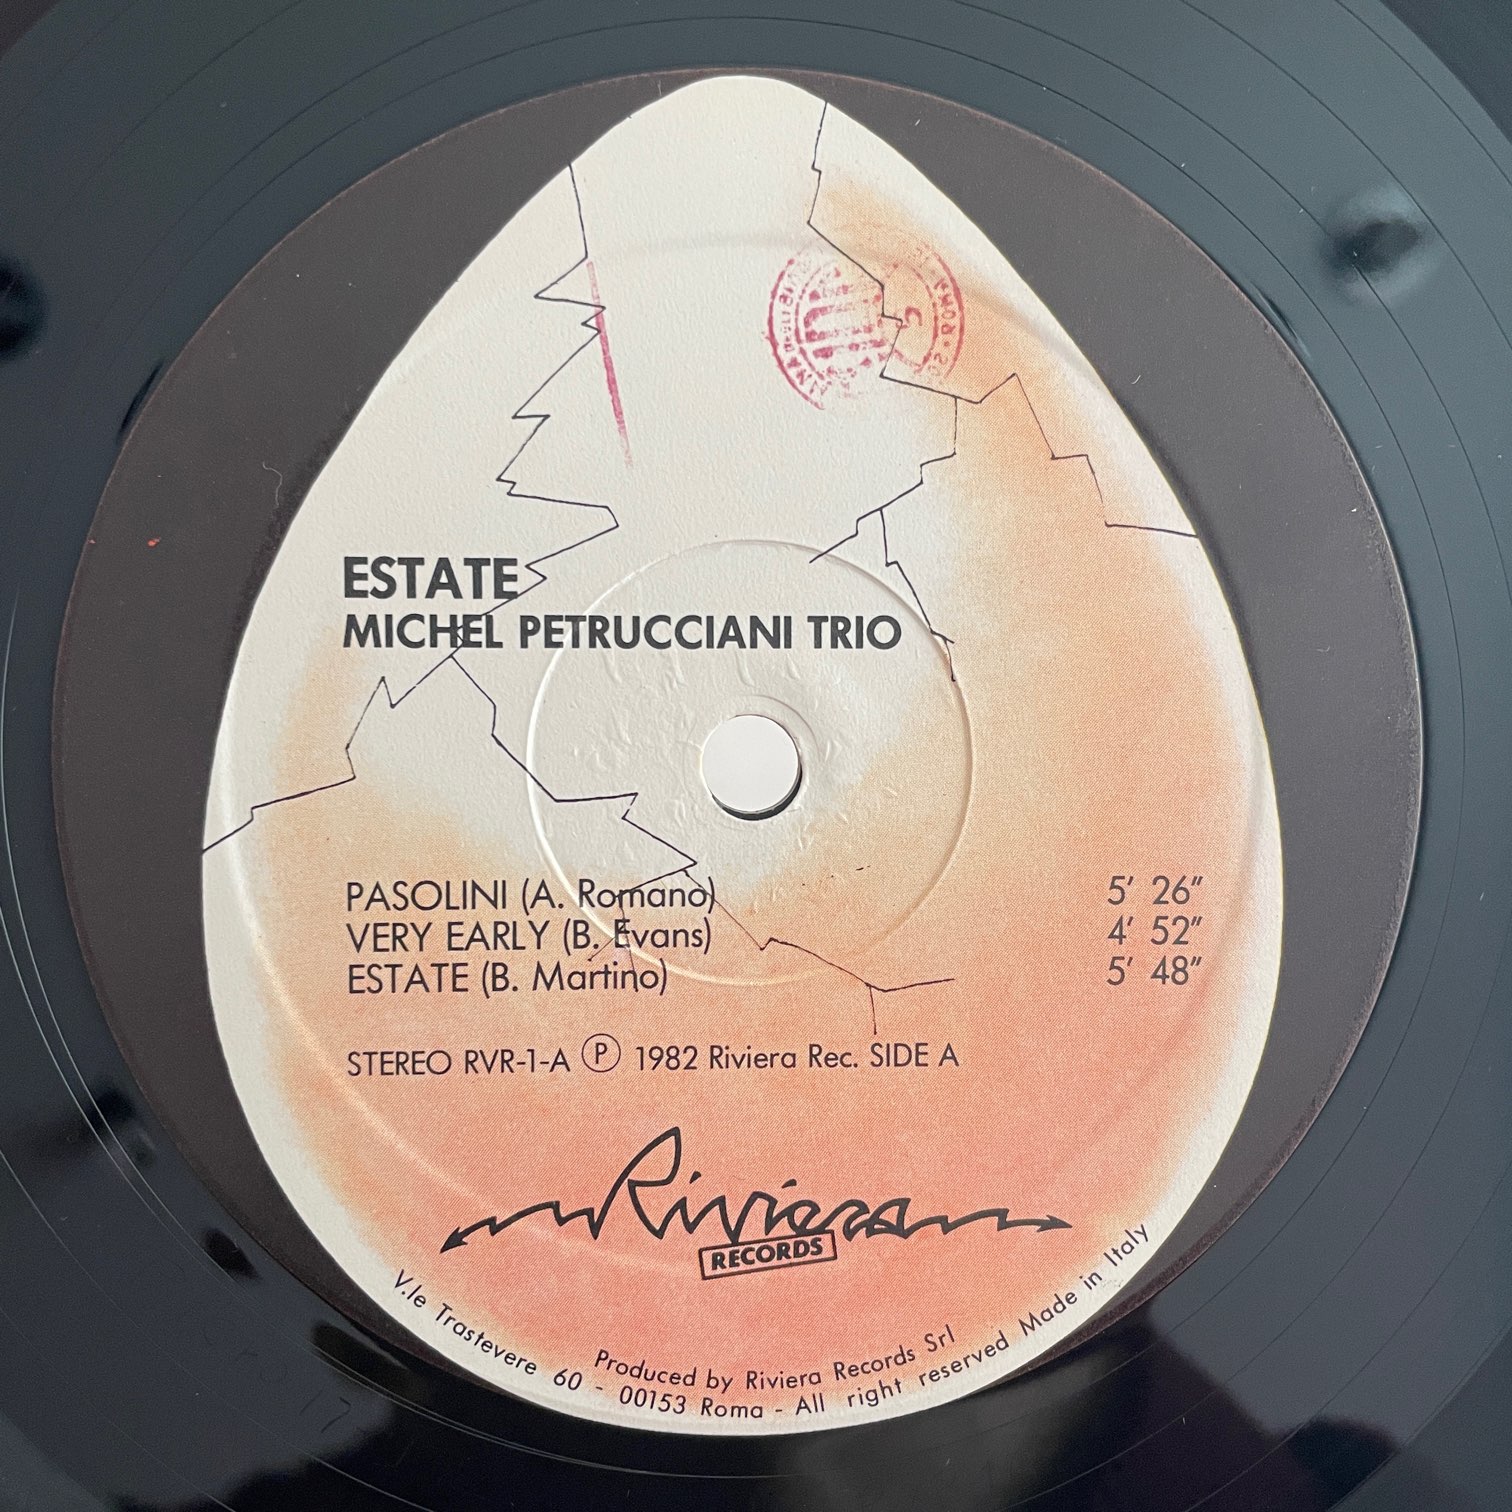 ESTATE
MICHEL PETRUCCIANI TRIO
PASOLINI (A. Romano) 5' 26"
VERY EARLY (B. Evans) 4' 52"
ESTATE (B. Martino) 5' 48"
STEREO RVR-1-A Ⓟ 1982 Riviera Rec. SIDE A
Riviera
RECORDS
Produced by Riviera Records Srl
V.le Trastevere 60 - 00153 Roma - All right reserved Made in Italy